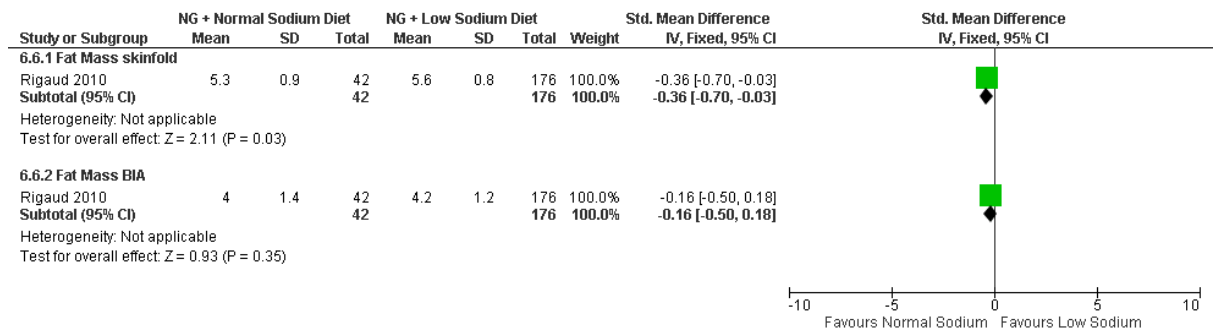 NG + Normal Sodium Diet NG + Low Sodium Diet Std. Mean Difference Std. Mean Difference
Study or Subgroup Mean SD Total Mean SD Total Weight IV, Fixed, 95% CI IV, Fixed, 95% CI
6.6.1 Fat Mass skinfold
Rigaud 2010 5.3 0.9 42 5.6 0.8 176 100.0% -0.36 [-0.70, -0.03]
Subtotal (95% CI) 42 176 100.0% -0.36 [-0.70, -0.03]
Heterogeneity: Not applicable
Test for overall effect: Z = 2.11 (P = 0.03)
6.6.2 Fat Mass BIA
Rigaud 2010 4 1.4 42 4.2 1.2 176 100.0% -0.16 [-0.50, 0.18]
Subtotal (95% CI) 42 176 100.0% -0.16 [-0.50, 0.18]
Heterogeneity: Not applicable
Test for overall effect: Z = 0.93 (P = 0.35)
-10 -5 0 5 10
Favours Normal Sodium Favours Low Sodium